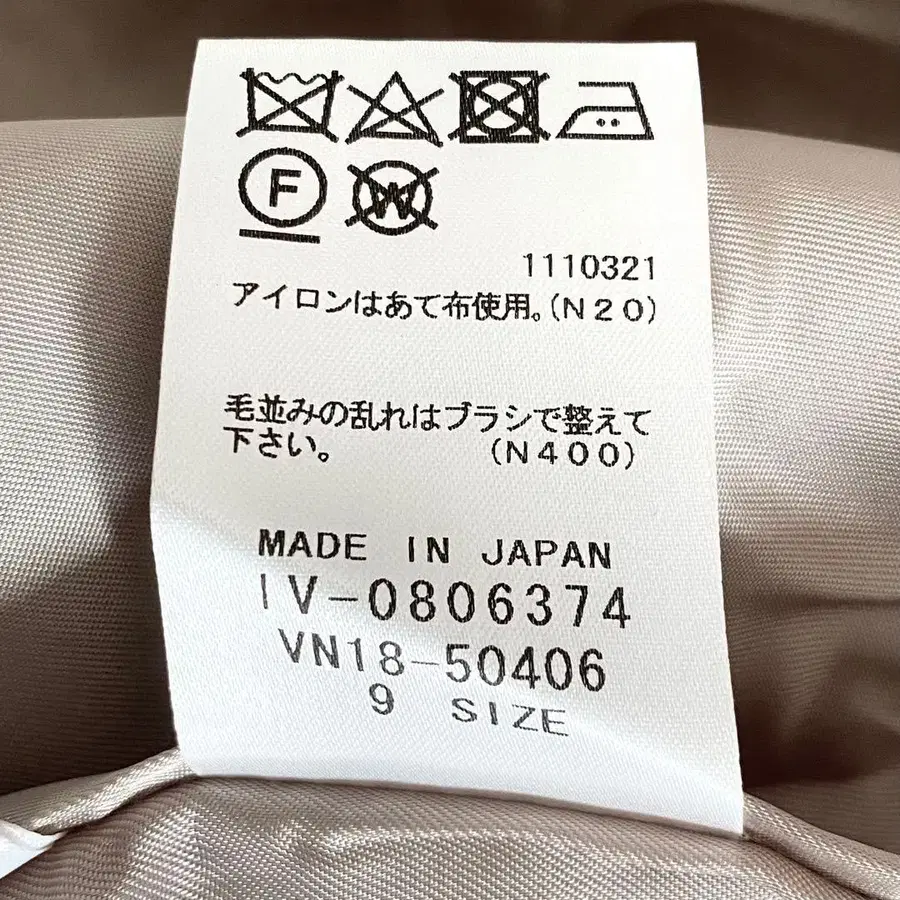 F W
1110321
アイロンはあて布使用。(N20)
毛並みの乱れはブラシで整えて
下さい。 (N400)
MADE IN JAPAN
IV-0806374
VN18-50406
9 SIZE